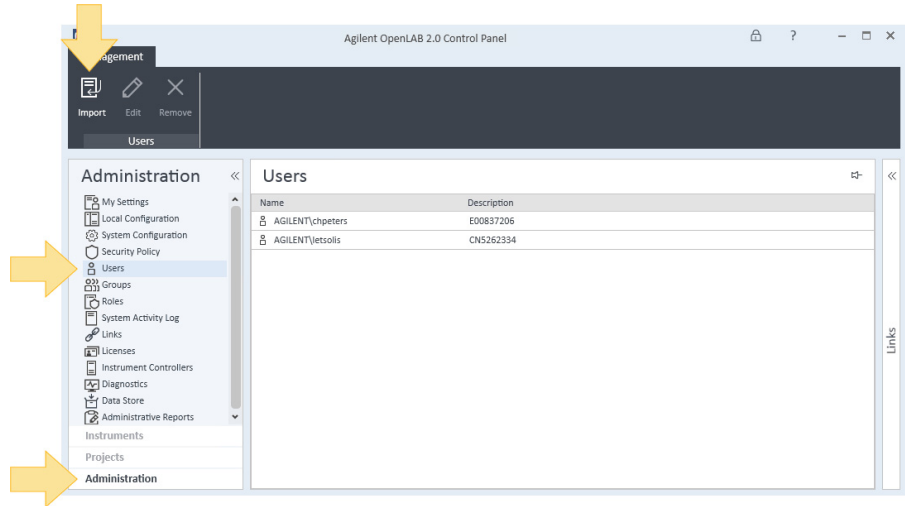 Agilent OpenLAB 2.0 Control Panel
?
Import Edit Remove
Users
Administration
My Settings
Local Configuration
System Configuration
Security Policy
Users
Groups
Roles
System Activity Log
Links
Licenses
Instrument Controllers
Diagnostics
Data Store
Administrative Reports
Instruments
Projects
Administration
Users
Name Description
AGILENT\chpeters E00837206
AGILENT\letsolis CN5262334
Links